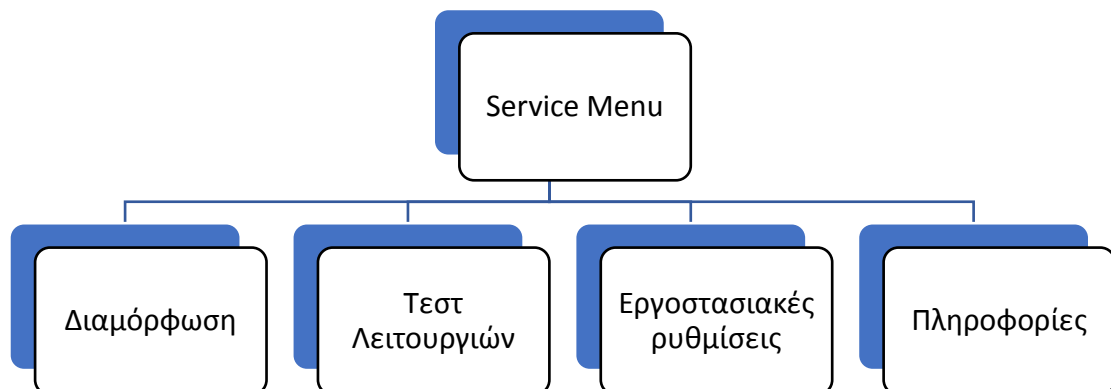 Service Menu
Διαμόρφωση
Τεστ
Λειτουργιών
Εργοστασιακές
ρυθμίσεις
Πληροφορίες